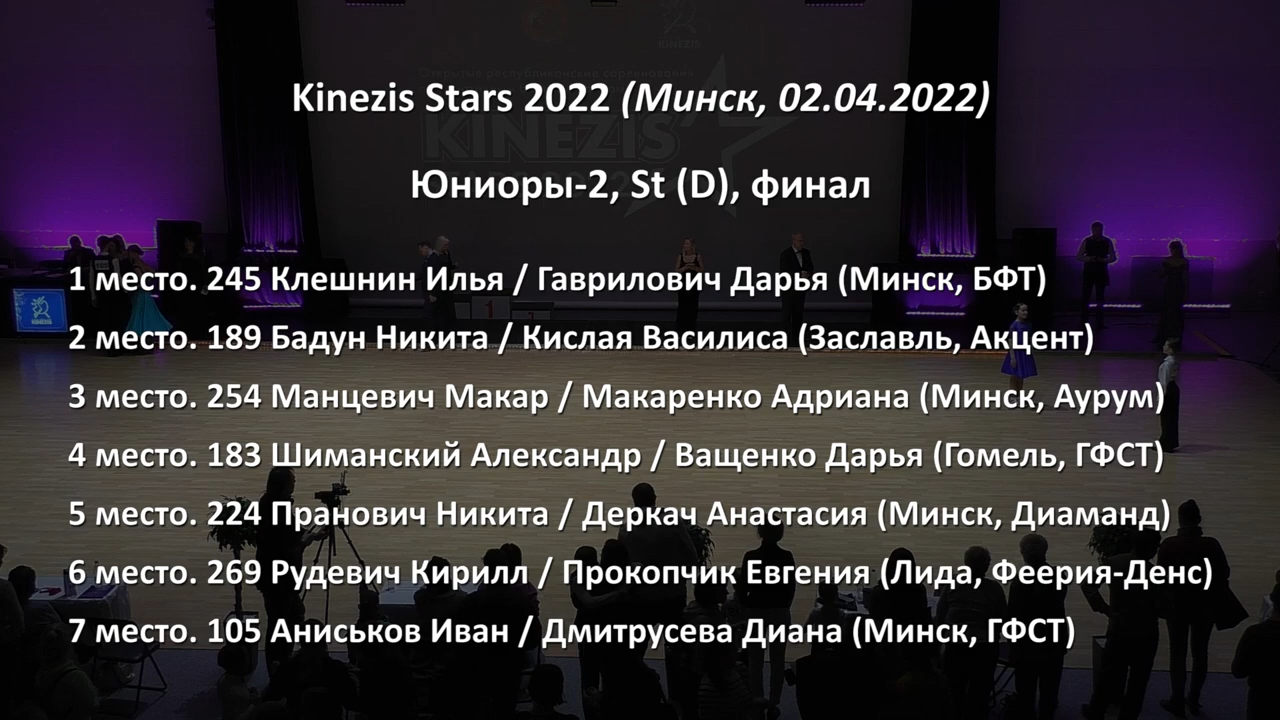 Kinezis Stars 2022 (Минск, 02.04.2022)
KINEZIS
Юниоры-2, St (D), финал
1 место. 245 Клешнин Илья / Гаврилович Дарья (Минск, БФТ)
2 место. 189 Бадун Никита / Кислая Василиса (Заславль, Акцент)
3 место. 254 Манцевич Макар / Макаренко Адриана (Минск, Аурум)
4 место. 183 Шиманский Александр / Ващенко Дарья (Гомель, ГФСТ)
5 место. 224 Пранович Никита / Деркач Анастасия (Минск, Диаманд)
6 место. 269 Рудевич Кирилл / Прокопчик Евгения (Лида, Феерия-Денс)
7 место. 105 Аниськов Иван / Дмитрусева Диана (Минск, ГФСТ)